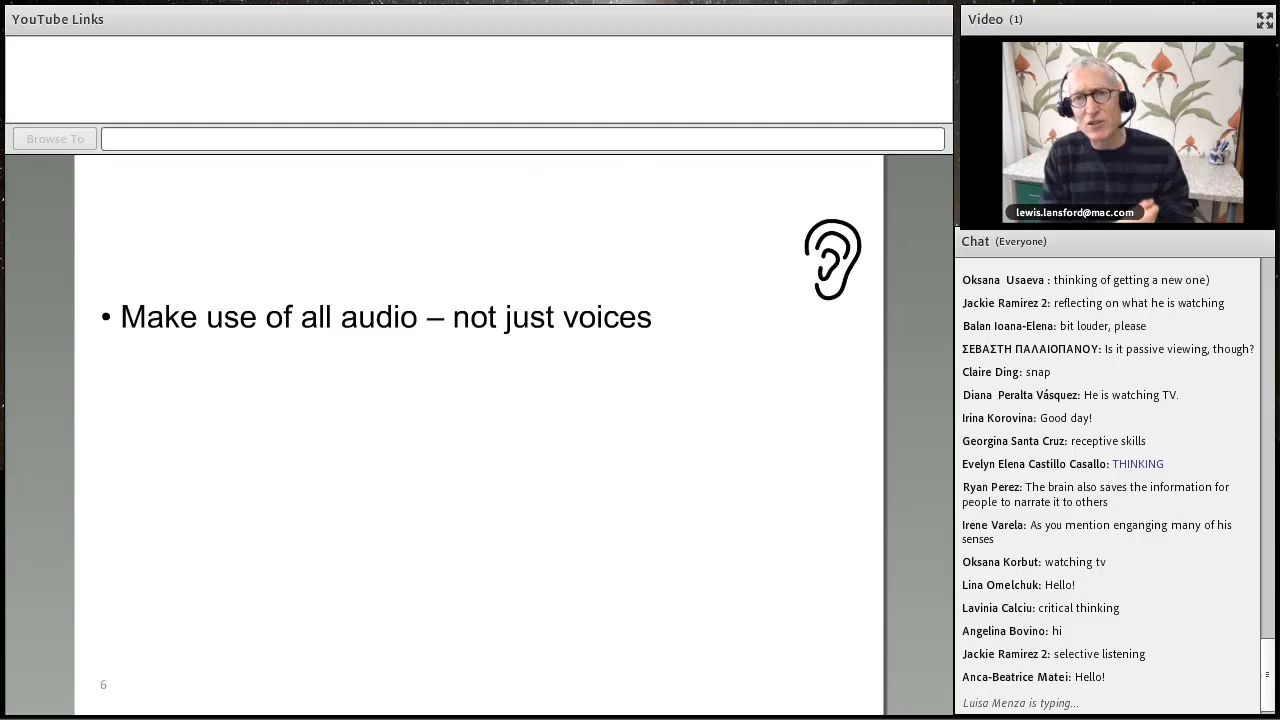 YouTube Links
Browse To
• Make use of all audio – not just voices
6
Video (1)
lewis.lansford@mac.com
Chat (Everyone)
Oksana Usaeva : thinking of getting a new one)
Jackie Ramirez 2: reflecting on what he is watching
Balan Ioana-Elena: bit louder, please
ΣΕΒΑΣΤΗ ΠΑΛΑΙΟΠΑΝΟΥ: Is it passive viewing, though?
Claire Ding: snap
Diana Peralta Vásquez: He is watching TV.
Irina Korovina: Good day!
Georgina Santa Cruz: receptive skills
Evelyn Elena Castillo Casallo: THINKING
Ryan Perez: The brain also saves the information for
people to narrate it to others
Irene Varela: As you mention enganging many of his
senses
Oksana Korbut: watching tv
Lina Omelchuk: Hello!
Lavinia Calciu: critical thinking
Angelina Bovino: hi
Jackie Ramirez 2: selective listening
Anca-Beatrice Matei: Hello!
Luisa Menza is typing...